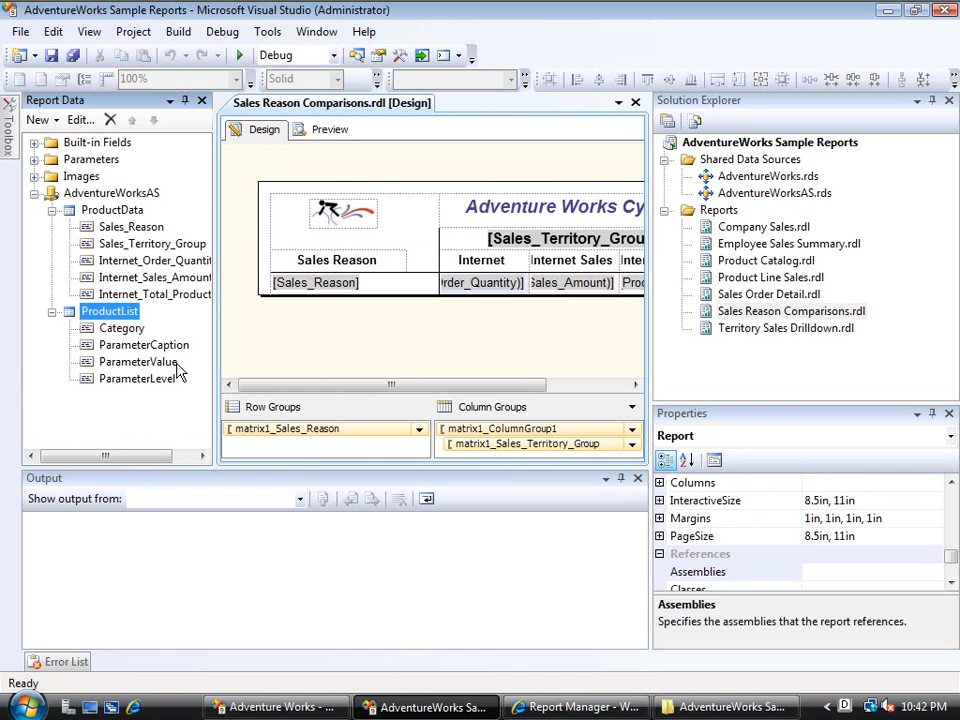 AdventureWorks Sample Reports - Microsoft Visual Studio (Administrator)
File Edit View Project Build Debug Tools Window Help
Debug
100% Solid
Toolbox
Report Data
New Edit...
Built-in Fields
Parameters
Images
AdventureWorksAS
ProductData
Sales_Reason
Sales_Territory_Group
Internet_Order_Quantit
Internet_Sales_Amount
Internet_Total_Product
ProductList
Category
ParameterCaption
ParameterValue
ParameterLevel
Sales Reason Comparisons.rdl [Design]
Design Preview
Adventure Works Cy
[Sales_Territory_Grou
Sales Reason Internet Internet Sales Inte
[Sales_Reason] rder_Quantity)] Sales_Amount)] Prod
Row Groups Column Groups
[ matrix1_Sales_Reason
[ matrix1_ColumnGroup1
[ matrix1_Sales_Territory_Group
Solution Explorer
AdventureWorks Sample Reports
Shared Data Sources
AdventureWorks.rds
AdventureWorksAS.rds
Reports
Company Sales.rdl
Employee Sales Summary.rdl
Product Catalog.rdl
Product Line Sales.rdl
Sales Order Detail.rdl
Sales Reason Comparisons.rdl
Territory Sales Drilldown.rdl
Properties
Report
Columns
InteractiveSize 8.5in, 11in
Margins 1in, 1in, 1in, 1in
PageSize 8.5in, 11in
References
Assemblies
Classes
Assemblies
Specifies the assemblies that the report references.
Output
Show output from:
Error List
Ready
Adventure Works - ... AdventureWorks Sa... Report Manager - W... AdventureWorks Sa... D 10:42 PM